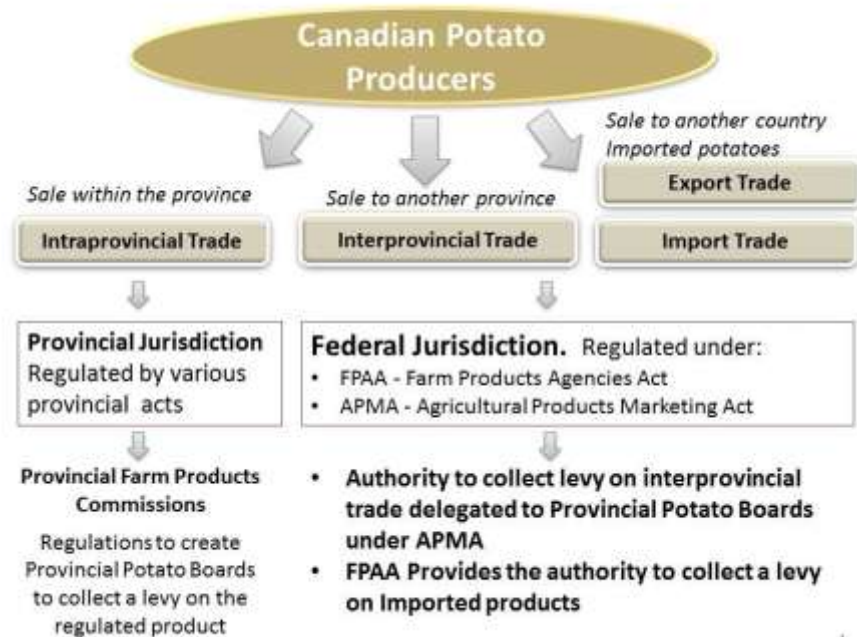 Canadian Potato
Producers
Sale to another country
Imported potatoes
Export Trade
Import Trade
Sale within the province
Intraprovincial Trade
Sale to another province
Interprovincial Trade
Provincial Jurisdiction
Regulated by various
provincial acts
Federal Jurisdiction. Regulated under:
• FPAA - Farm Products Agencies Act
• APMA - Agricultural Products Marketing Act
Provincial Farm Products
Commissions
Regulations to create
Provincial Potato Boards
to collect a levy on the
regulated product
• Authority to collect levy on interprovincial
trade delegated to Provincial Potato Boards
under APMA
• FPAA Provides the authority to collect a levy
on Imported products